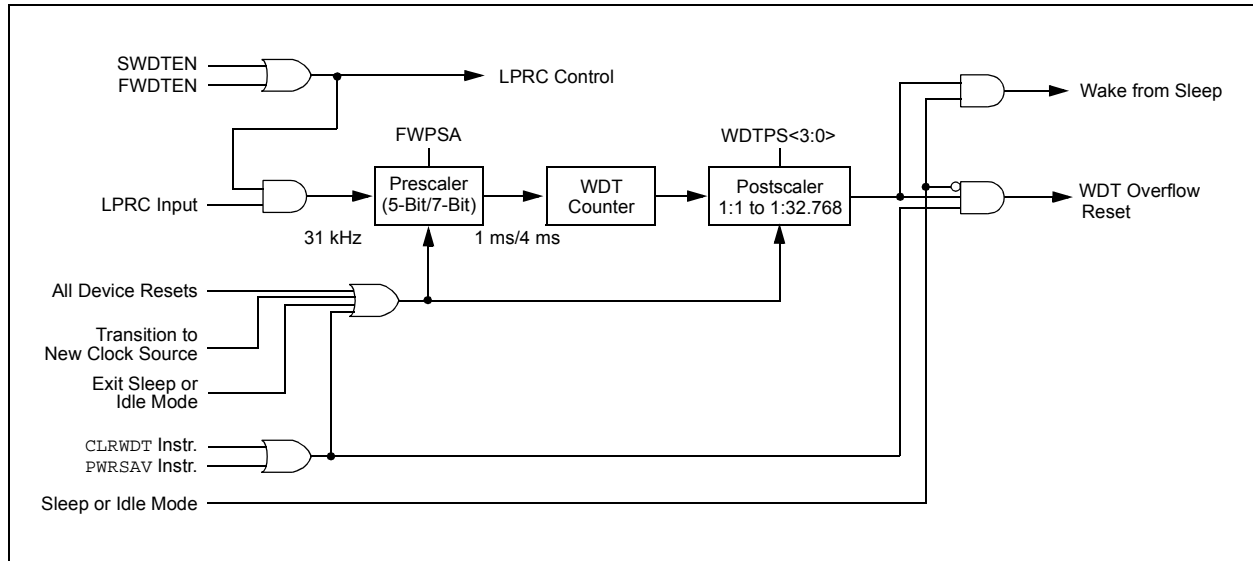 SWDTEN
FWDTEN
LPRC Control
Wake from Sleep
FWPSA
WDTPS<3:0>
LPRC Input
Prescaler
(5-Bit/7-Bit)
WDT
Counter
Postscaler
1:1 to 1:32.768
WDT Overflow
Reset
31 kHz
1 ms/4 ms
All Device Resets
Transition to
New Clock Source
Exit Sleep or
Idle Mode
CLRWDT Instr.
PWRSAV Instr.
Sleep or Idle Mode